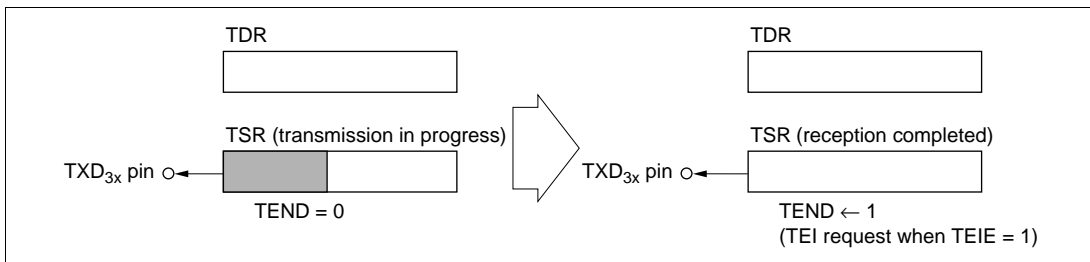 TDR
TSR (transmission in progress)
TXD3x pin
TEND = 0
TDR
TSR (reception completed)
TXD3x pin
TEND ← 1
(TEI request when TEIE = 1)